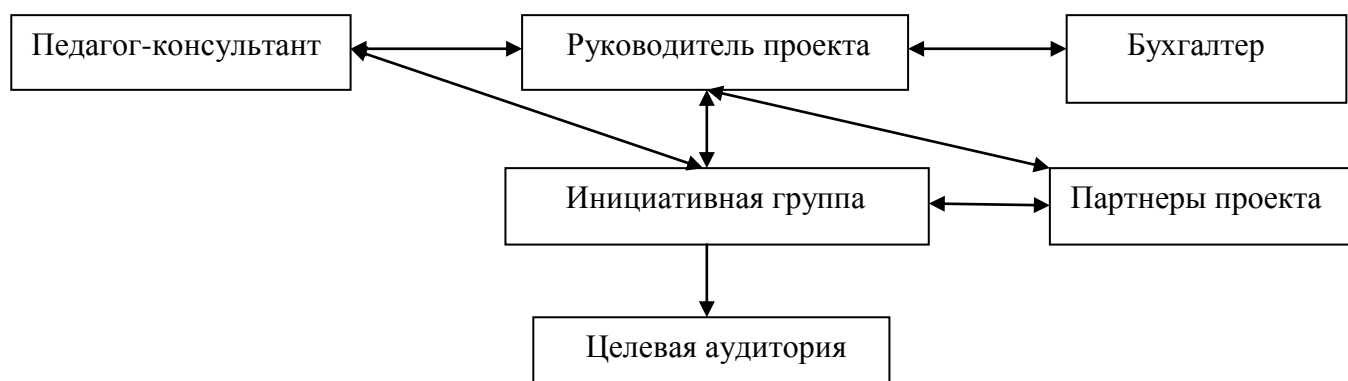 Педагог-консультант
Руководитель проекта
Бухгалтер
Инициативная группа
Партнеры проекта
Целевая аудитория